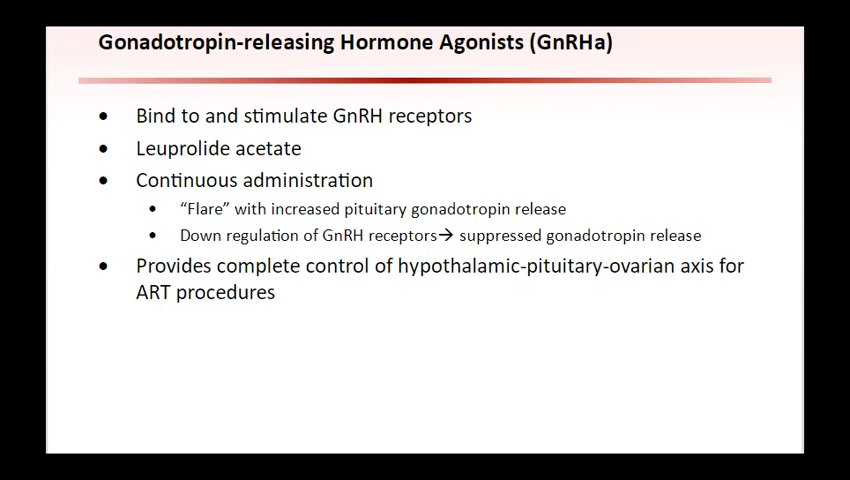 Gonadotropin-releasing Hormone Agonists (GnRHa)
• Bind to and stimulate GnRH receptors
• Leuprolide acetate
• Continuous administration
• “Flare” with increased pituitary gonadotropin release
• Down regulation of GnRH receptors→ suppressed gonadotropin release
• Provides complete control of hypothalamic-pituitary-ovarian axis for
ART procedures